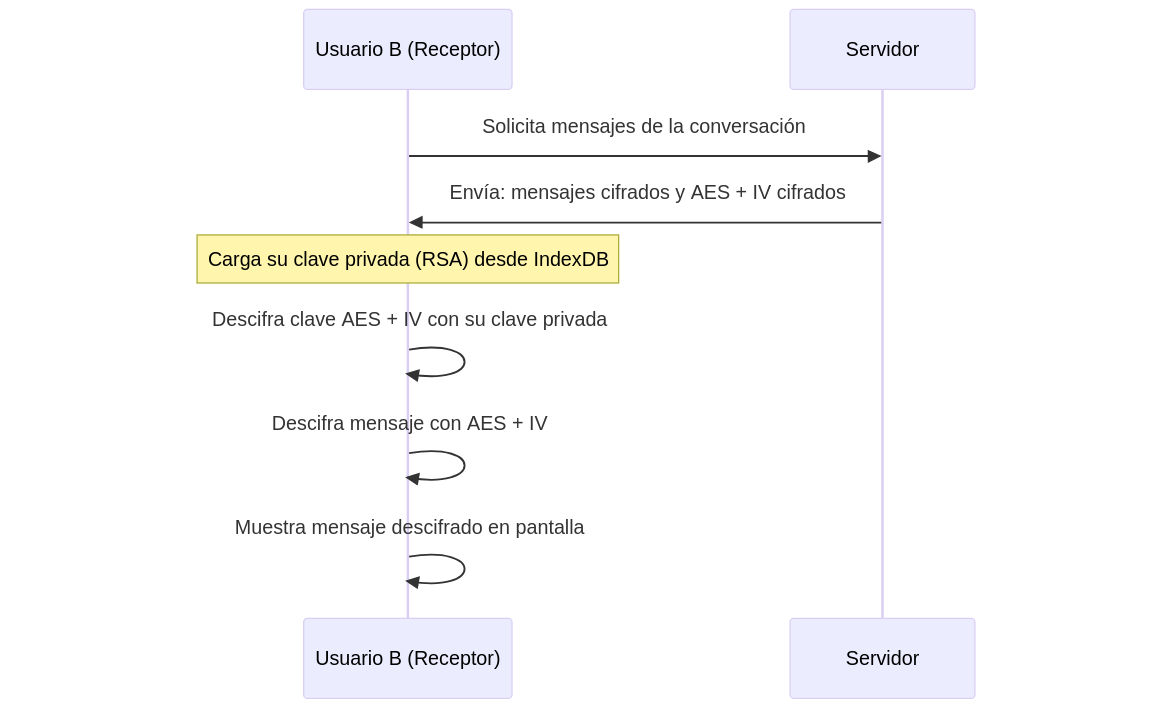 Usuario B (Receptor)
Servidor
Solicita mensajes de la conversación
Envía: mensajes cifrados y AES + IV cifrados
Carga su clave privada (RSA) desde IndexDB
Descifra clave AES + IV con su clave privada
Descifra mensaje con AES + IV
Muestra mensaje descifrado en pantalla
Usuario B (Receptor)
Servidor